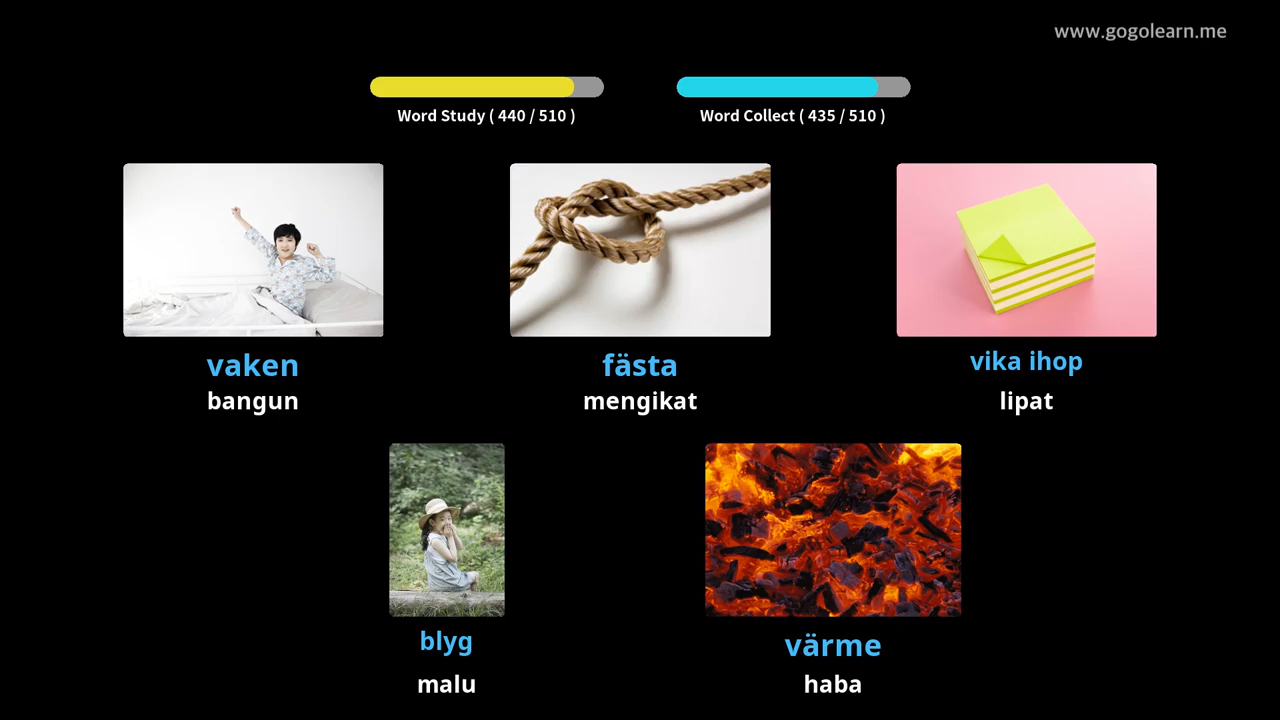 www.gogolearn.me
Word Study ( 440 / 510 )
Word Collect ( 435 / 510 )
vaken
bangun
fästa
mengikat
vika ihop
lipat
blyg
malu
värme
haba